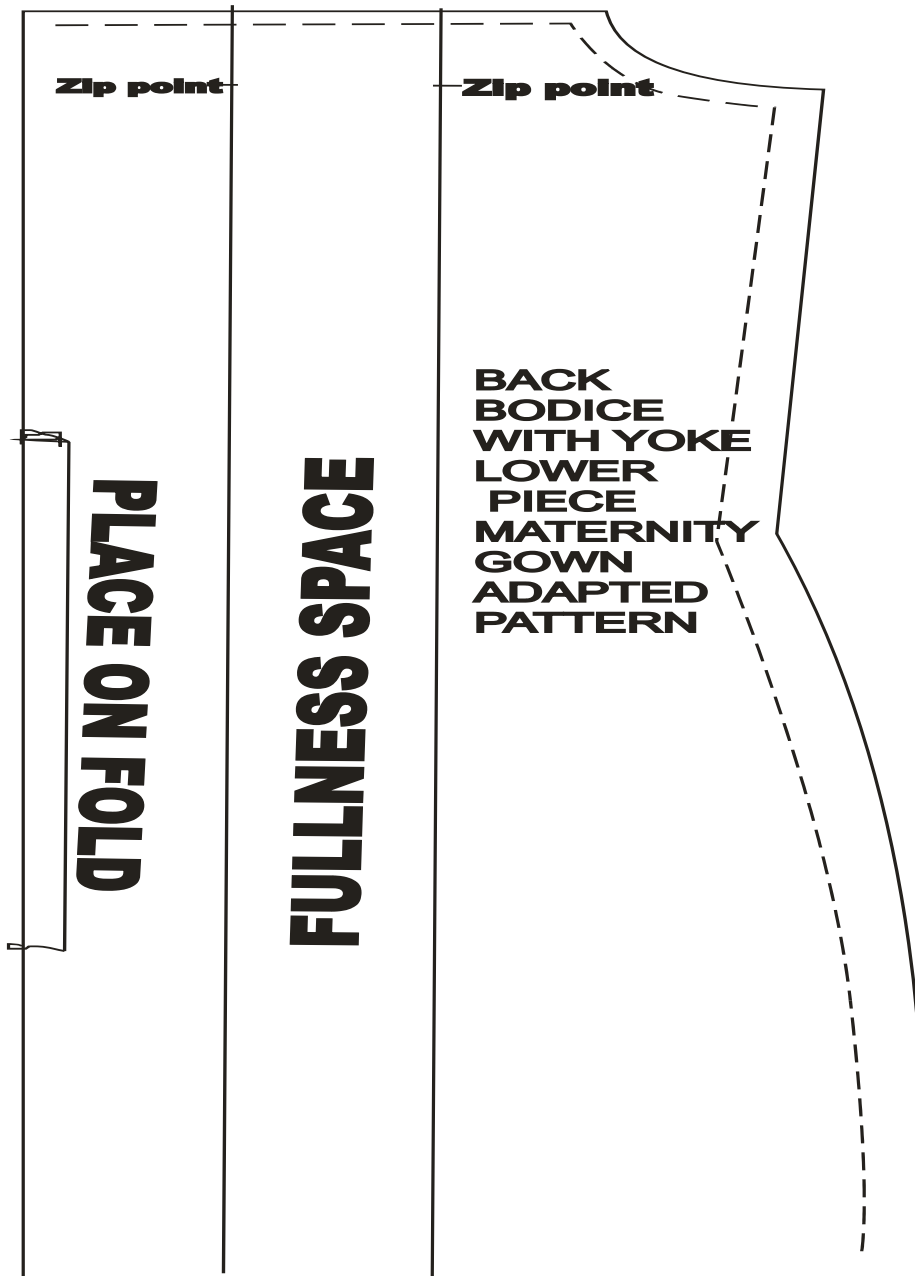 Zip point
Zip point
BACK
BODICE
WITH YOKE
LOWER
PIECE
MATERNITY
GOWN
ADAPTED
PATTERN
PLACE ON FOLD
FULLNESS SPACE